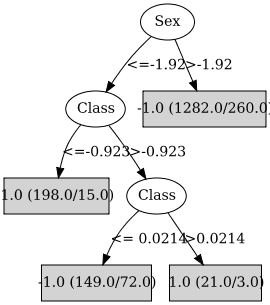 Sex
<=-1.92 >-1.92
Class
-1.0 (1282.0/260.0)
<=-0.923 >-0.923
1.0 (198.0/15.0)
Class
<= 0.0214 >0.0214
-1.0 (149.0/72.0)
1.0 (21.0/3.0)